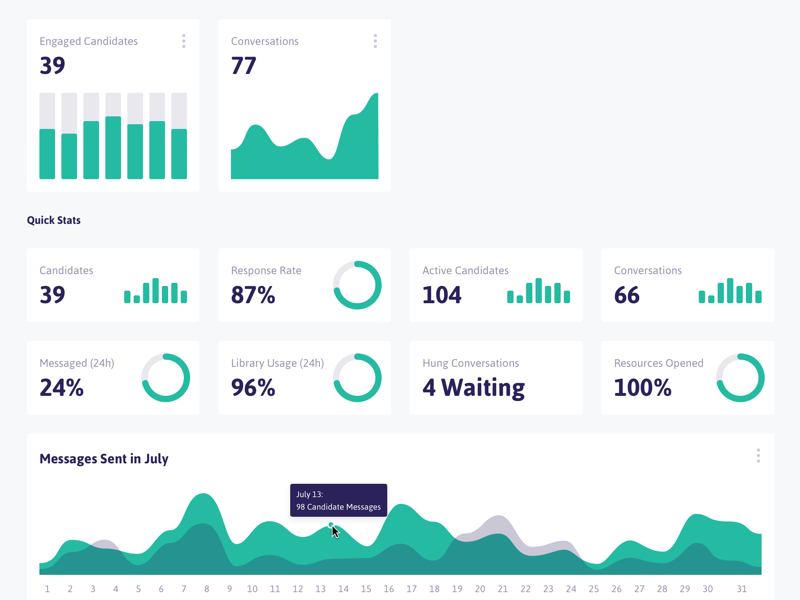 Engaged Candidates
39
Conversations
77
Quick Stats
Candidates
39
Response Rate
87%
Active Candidates
104
Conversations
66
Messaged (24h)
24%
Library Usage (24h)
96%
Hung Conversations
4 Waiting
Resources Opened
100%
Messages Sent in July
July 13:
98 Candidate Messages
1 2 3 4 5 6 7 8 9 10 11 12 13 14 15 16 17 18 19 20 21 22 23 24 25 26 27 28 29 30 31